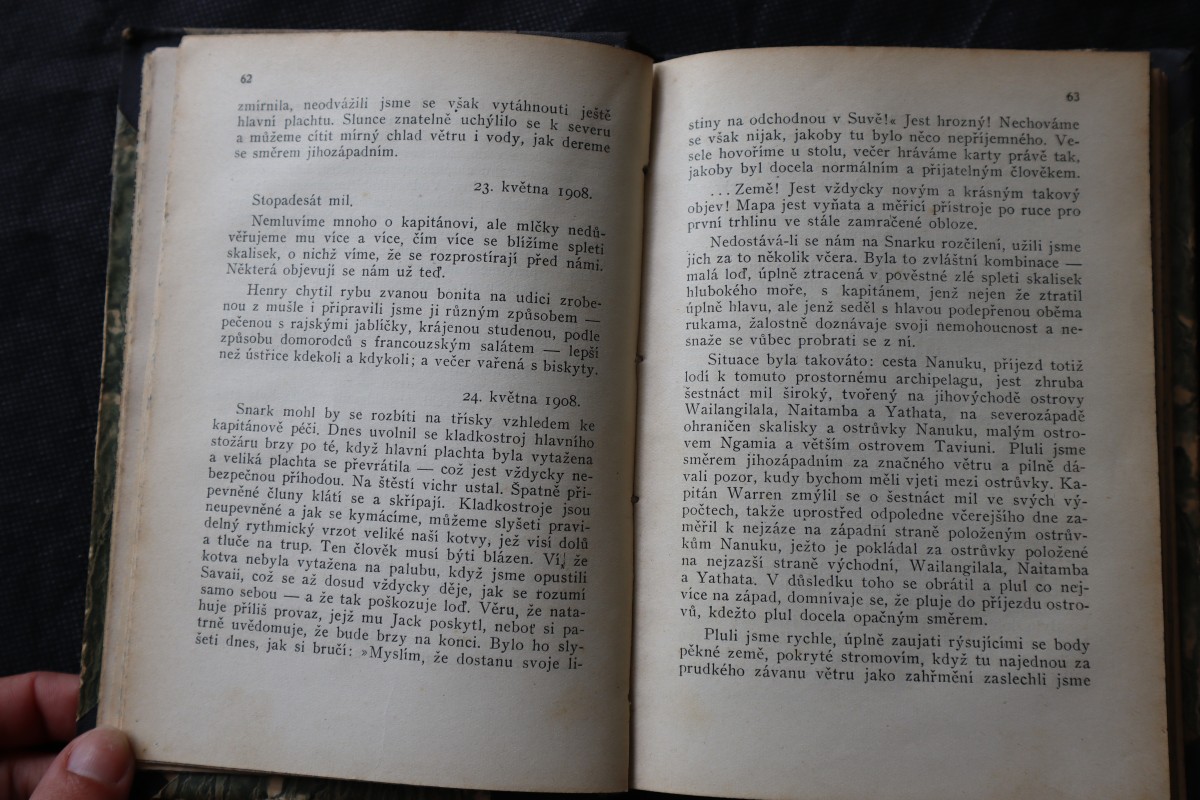 62
zmírnila, neodvážili jsme se však vytáhnouti ještě
hlavní plachtu. Slunce znatelně uchýlilo se k severu
a můžeme cítit mírný chlad větru i vody, jak dereme
se směrem jihozápadním.
23. května 1908.
Stopadesát mil.
Nemluvíme mnoho o kapitánovi, ale mlčky nedů-
věřujeme mu více a více, čím více se blížíme spleti
skalisek, o nichž víme, že se rozprostírají před námi.
Některá objevují se nám už teď.
Henry chytil rybu zvanou bonita na udici zrobe-
nou z mušle i připravili jsme ji různým způsobem —
pečenou s rajskými jablíčky, krájenou studenou, podle
způsobu domorodců s francouzským salátem — lepší
než ústřice kdekoli a kdykoli; a večer vařená s biskyty.
24. května 1908.
Snark mohl by se rozbíti na třísky vzhledem ke
kapitánově péči. Dnes uvolnil se kladkostroj hlavního
stožáru brzy po té, když hlavní plachta byla vytažena
a veliká plachta se převrátila — což jest vždycky ne-
bezpečnou příhodou. Na štěstí vichr ustal. Špatně při-
pevněné čluny klátí se a skřípají. Kladkostroje jsou
neupevněné a jak se kymácíme, můžeme slyšeti pravi-
delný rythmický vrzot veliké naší kotvy, jež visí dolů
a tluče na trup. Ten člověk musí býti blázen. Ví, že
kotva nebyla vytažena na palubu, když jsme opustili
Savaii, což se až dosud vždycky děje, jak se rozumí
samo sebou — a že tak poškozuje loď. Věru, že nata-
huje příliš provaz, jejž mu Jack poskytl, neboť si pa-
trně uvědomuje, že bude brzy na konci. Bylo ho sly-
šeti dnes, jak si bručí: »Myslím, že dostanu svoje li-
63
stiny na odchodnou v Suvě!« Jest hrozný! Nechováme
se však nijak, jakoby tu bylo něco nepříjemného. Ve-
sele hovoříme u stolu, večer hráváme karty právě tak,
jakoby byl docela normálním a přijatelným člověkem.
...Země! Jest vždycky novým a krásným takový
objev! Mapa jest vyňata a měřicí přístroje po ruce pro
první trhlinu ve stále zamračené obloze.
Nedostává-li se nám na Snarku rozčilení, užili jsme
jich za to několik včera. Byla to zvláštní kombinace —
malá loď, úplně ztracená v pověstné zlé spleti skalisek
hlubokého moře, s kapitánem, jenž nejen že ztratil
úplně hlavu, ale jenž seděl s hlavou podepřenou oběma
rukama, žalostně doznávaje svoji nemohoucnost a ne-
snaže se vůbec probrati se z ní.
Situace byla takováto: cesta Nanuku, příjezd totiž
lodí k tomuto prostornému archipelagu, jest zhruba
šestnáct mil široký, tvořený na jihovýchodě ostrovy
Wailangilala, Naitamba a Yathata, na severozápadě
ohraničen skalisky a ostrůvky Nanuku, malým ostro-
vem Ngamia a větším ostrovem Taviuni. Pluli jsme
směrem jihozápadním za značného větru a pilně dá-
vali pozor, kudy bychom měli vjeti mezi ostrůvky. Ka-
pitán Warren zmýlil se o šestnáct mil ve svých vý-
počtech, takže uprostřed odpoledne včerejšího dne za-
měřil k nejzáze na západní straně položeným ostrův-
kům Nanuku, ježto je pokládal za ostrůvky položené
na nejzazší straně východní, Wailangilala, Naitamba
a Yathata. V důsledku toho se obrátil a plul co nej-
více na západ, domnívaje se, že pluje do příjezdu ostro-
vů, kdežto plul docela opačným směrem.
Pluli jsme rychle, úplně zaujati rýsujícími se body
pěkné země, pokryté stromovím, když tu najednou za
prudkého závanu větru jako zahřmění zaslechli jsme